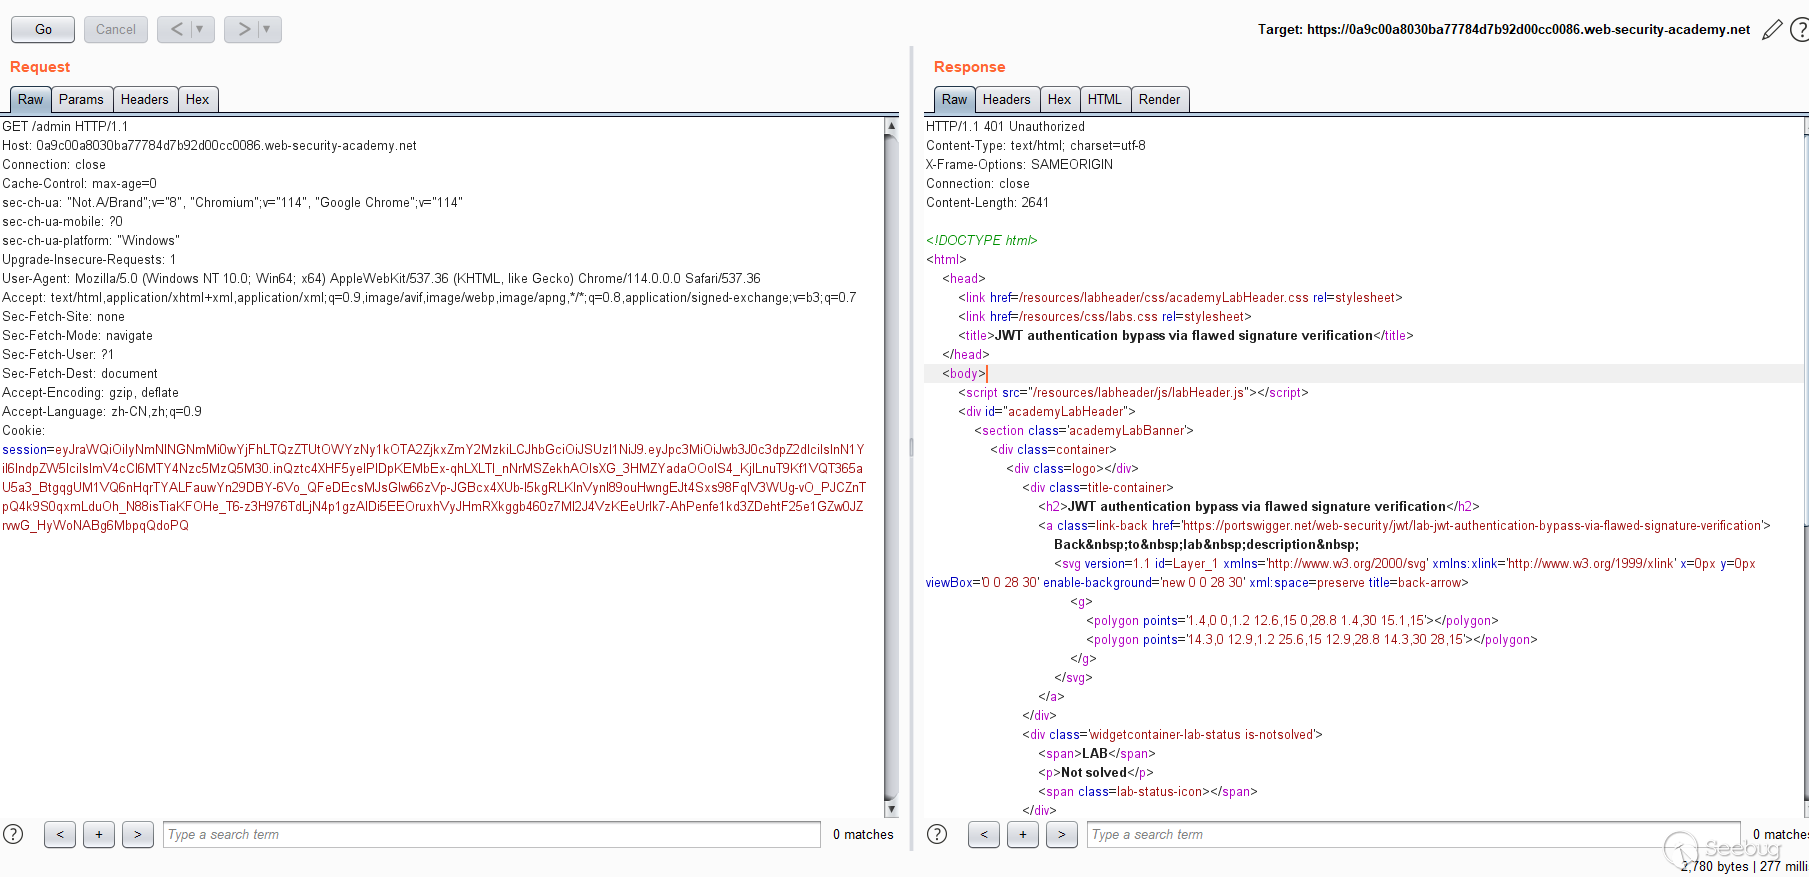 Go
Cancel
<
>
Target: https://0a9c00a8030ba77784d7b92d00cc0086.web-security-academy.net
?
Request
Raw
Params
Headers
Hex
GET /admin HTTP/1.1
Host: 0a9c00a8030ba77784d7b92d00cc0086.web-security-academy.net
Connection: close
Cache-Control: max-age=0
sec-ch-ua: "Not.A/Brand";v="8", "Chromium";v="114", "Google Chrome";v="114"
sec-ch-ua-mobile: ?0
sec-ch-ua-platform: "Windows"
Upgrade-Insecure-Requests: 1
User-Agent: Mozilla/5.0 (Windows NT 10.0; Win64; x64) AppleWebKit/537.36 (KHTML, like Gecko) Chrome/114.0.0.0 Safari/537.36
Accept: text/html,application/xhtml+xml,application/xml;q=0.9,image/avif,image/webp,image/apng,*/*;q=0.8,application/signed-exchange;v=b3;q=0.7
Sec-Fetch-Site: none
Sec-Fetch-Mode: navigate
Sec-Fetch-User: ?1
Sec-Fetch-Dest: document
Accept-Encoding: gzip, deflate
Accept-Language: zh-CN,zh;q=0.9
Cookie:
session=
?
<
+
>
Type a search term
0 matches
Response
Raw
Headers
Hex
HTML
Render
HTTP/1.1 401 Unauthorized
Content-Type: text/html; charset=utf-8
X-Frame-Options: SAMEORIGIN
Connection: close
Content-Length: 2641
<!DOCTYPE html>
<html>
<head>
<link href=/resources/labheader/css/academyLabHeader.css rel=stylesheet>
<link href=/resources/css/labs.css rel=stylesheet>
<title>JWT authentication bypass via flawed signature verification</title>
</head>
<body>
<script src="/resources/labheader/js/labHeader.js"></script>
<div id="academyLabHeader">
<section class='academyLabBanner'>
<div class=container>
<div class=logo></div>
<div class=title-container>
<h2>JWT authentication bypass via flawed signature verification</h2>
<a class=link-back href='https://portswigger.net/web-security/jwt/lab-jwt-authentication-bypass-via-flawed-signature-verification'>
Back&nbsp;to&nbsp;lab&nbsp;description&nbsp;
<svg version=1.1 id=Layer_1 xmlns='http://www.w3.org/2000/svg' xmlns:xlink='http://www.w3.org/1999/xlink' x=0px y=0px
viewBox='0 0 28 30' enable-background='new 0 0 28 30' xml:space=preserve title=back-arrow>
<g>
<polygon points='1.4,0 0,1.2 12.6,15 0,28.8 1.4,30 15.1,15'></polygon>
<polygon points='14.3,0 12.9,1.2 25.6,15 12.9,28.8 14.3,30 28,15'></polygon>
</g>
</svg>
</a>
</div>
<div class='widgetcontainer-lab-status is-notsolved'>
<span>LAB</span>
<p>Not solved</p>
<span class=lab-status-icon></span>
</div>
?
<
+
>
Type a search term
0 matches
Seebug
2,780 bytes | 277 milli